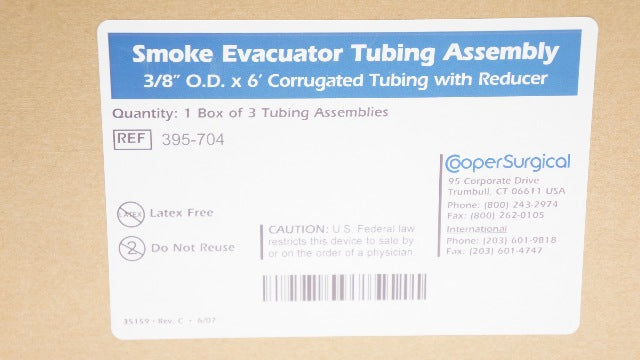 Smoke Evacuator Tubing Assembly
3/8" O.D. x 6' Corrugated Tubing with Reducer
Quantity: 1 Box of 3 Tubing Assemblies
REF 395-704
CooperSurgical
95 Corporate Drive
Trumbull, CT 06611 USA
Phone: (800) 243-2974
Fax: (800) 262-0105
International
Phone: (203) 601-9818
Fax: (203) 601-4747
LATEX Latex Free
2 Do Not Reuse
CAUTION: U.S. Federal law
restricts this device to sale by
or on the order of a physician
35159 • Rev. C • 6/07